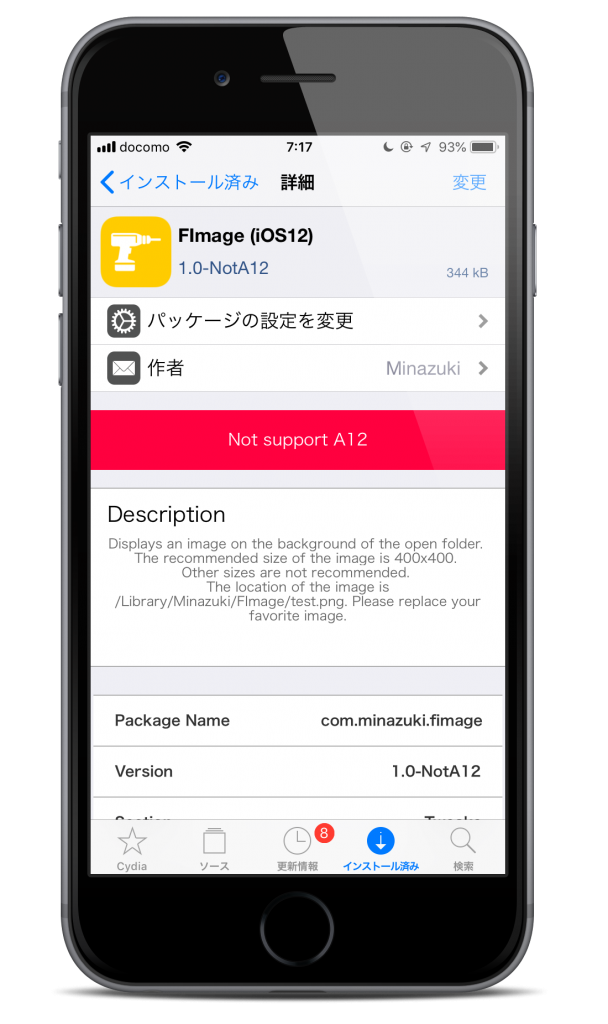 docomo 7:17 93%
インストール済み 詳細 変更
FImage (iOS12)
1.0-NotA12 344 kB
パッケージの設定を変更
作者 Minazuki
Not support A12
Description
Displays an image on the background of the open folder.
The recommended size of the image is 400x400.
Other sizes are not recommended.
The location of the image is
/Library/Minazuki/FImage/test.png. Please replace your
favorite image.
Package Name com.minazuki.fimage
Version 1.0-NotA12
8
Cydia ソース 更新情報 インストール済み 検索